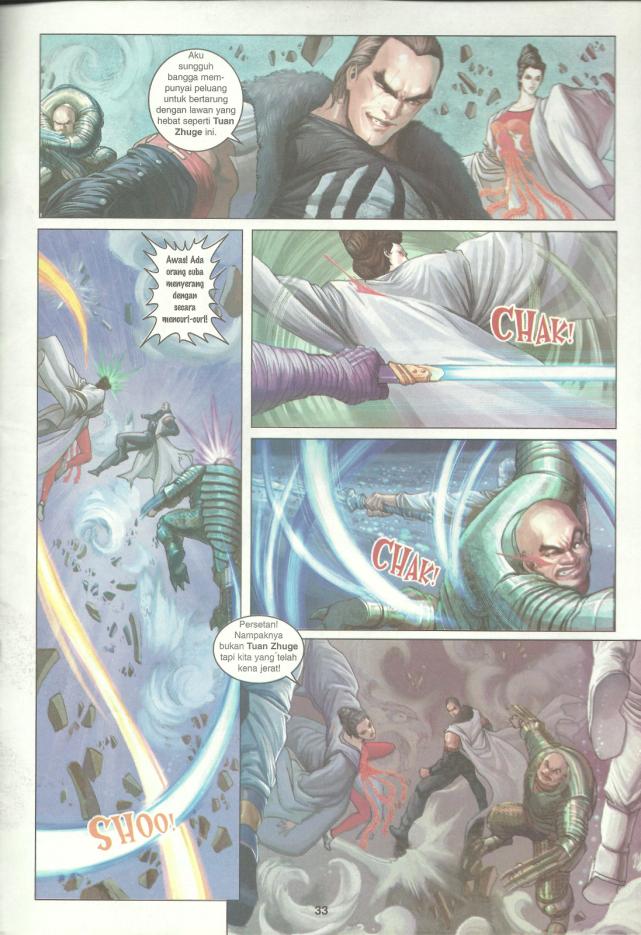 Aku
sungguh
bangga mem-
punyai peluang
untuk bertarung
dengan lawan yang
hebat seperti Tuan
Zhuge ini.
Awas! Ada
orang cuba
menyerang
dengan
secara
mencuri-curi!
CHAK!
CHAK!
SHOO!
Persetan!
Nampaknya
bukan Tuan Zhuge
tapi kita yang telah
kena jerat!
33